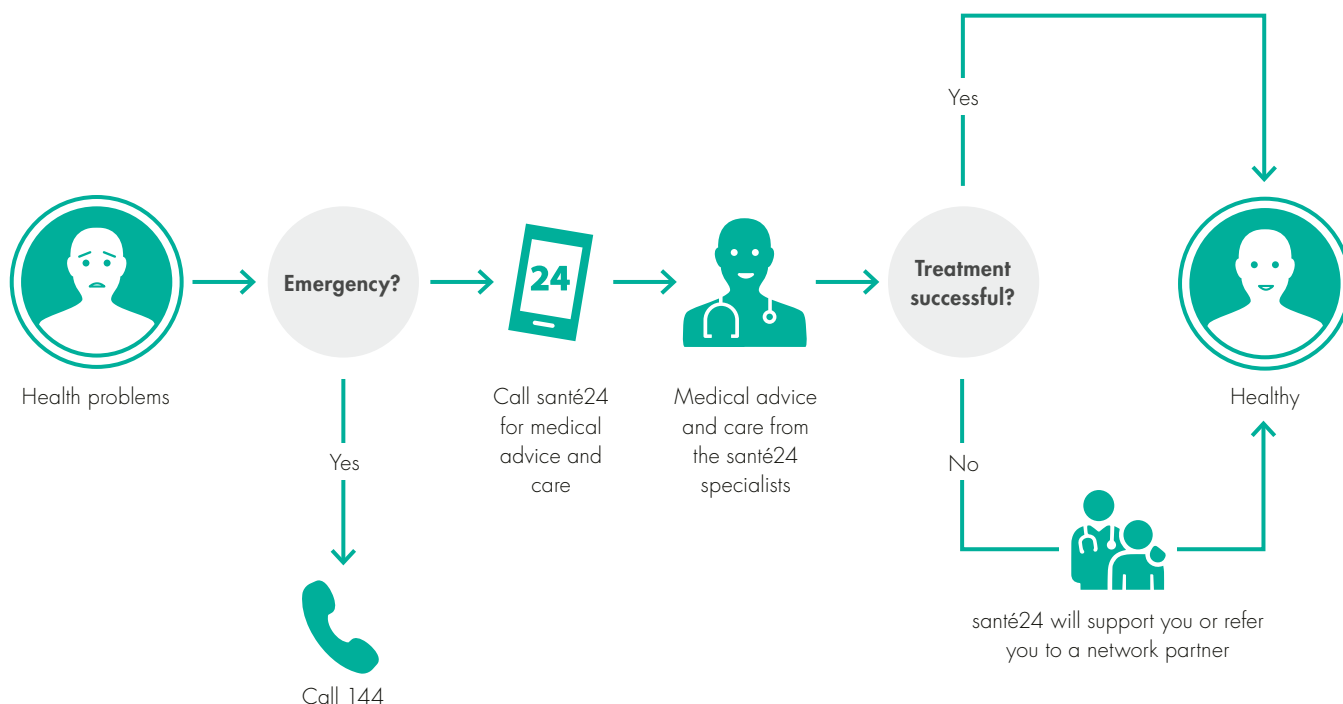 Yes
Emergency?
24
Treatment
successful?
Health problems
Call santé24
for medical
advice and
care
Medical advice
and care from
the santé24
specialists
Healthy
Yes
No
santé24 will support you or refer
you to a network partner
Call 144